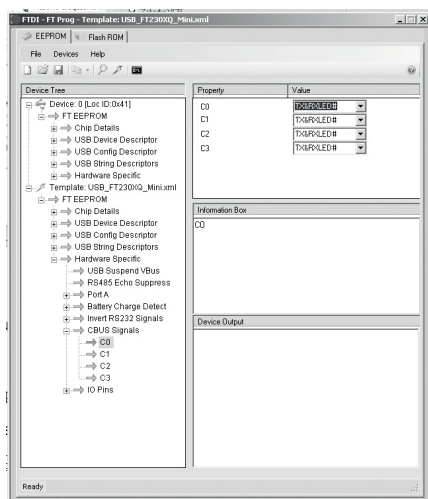 FTDI - FT Prog - Template: USB_FT230XQ_Mini.xml
EEPROM
Flash ROM
File Devices Help
Device Tree
Device: 0 [Loc ID:0x41]
FT EEPROM
Chip Details
USB Device Descriptor
USB Config Descriptor
USB String Descriptors
Hardware Specific
Template: USB_FT230XQ_Mini.xml
FT EEPROM
Chip Details
USB Device Descriptor
USB Config Descriptor
USB String Descriptors
Hardware Specific
USB Suspend VBus
RS485 Echo Suppress
Port A
Battery Charge Detect
Invert RS232 Signals
CBUS Signals
C0
C1
C2
C3
IO Pins
Property Value
C0 TX&RXLED#
C1 TX&RXLED#
C2 TX&RXLED#
C3 TX&RXLED#
Information Box
C0
Device Output
Ready